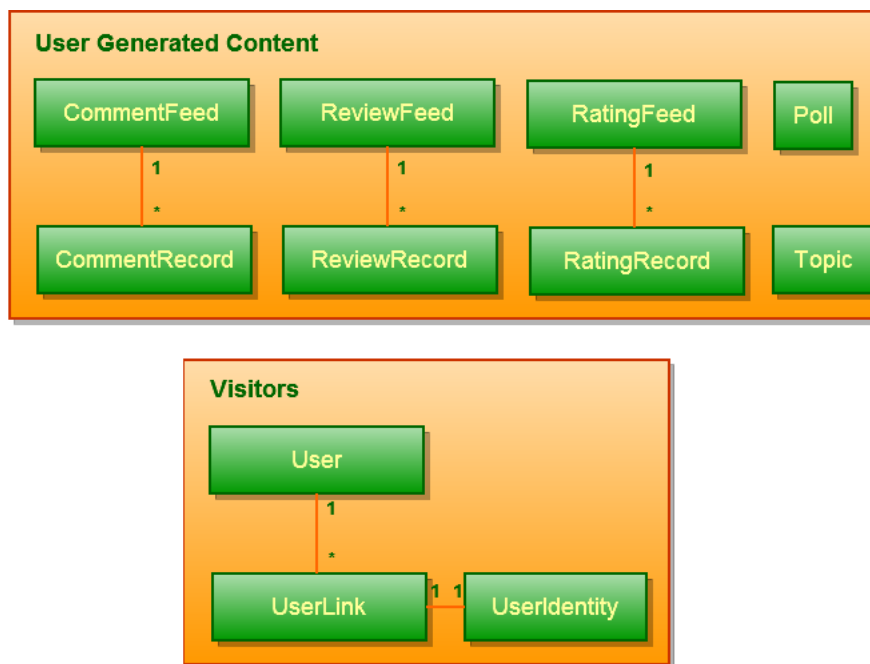 User Generated Content
CommentFeed ReviewFeed RatingFeed Poll
1 1 1
* * *
CommentRecord ReviewRecord RatingRecord Topic
Visitors
User
1
*
UserLink 1 1 UserIdentity